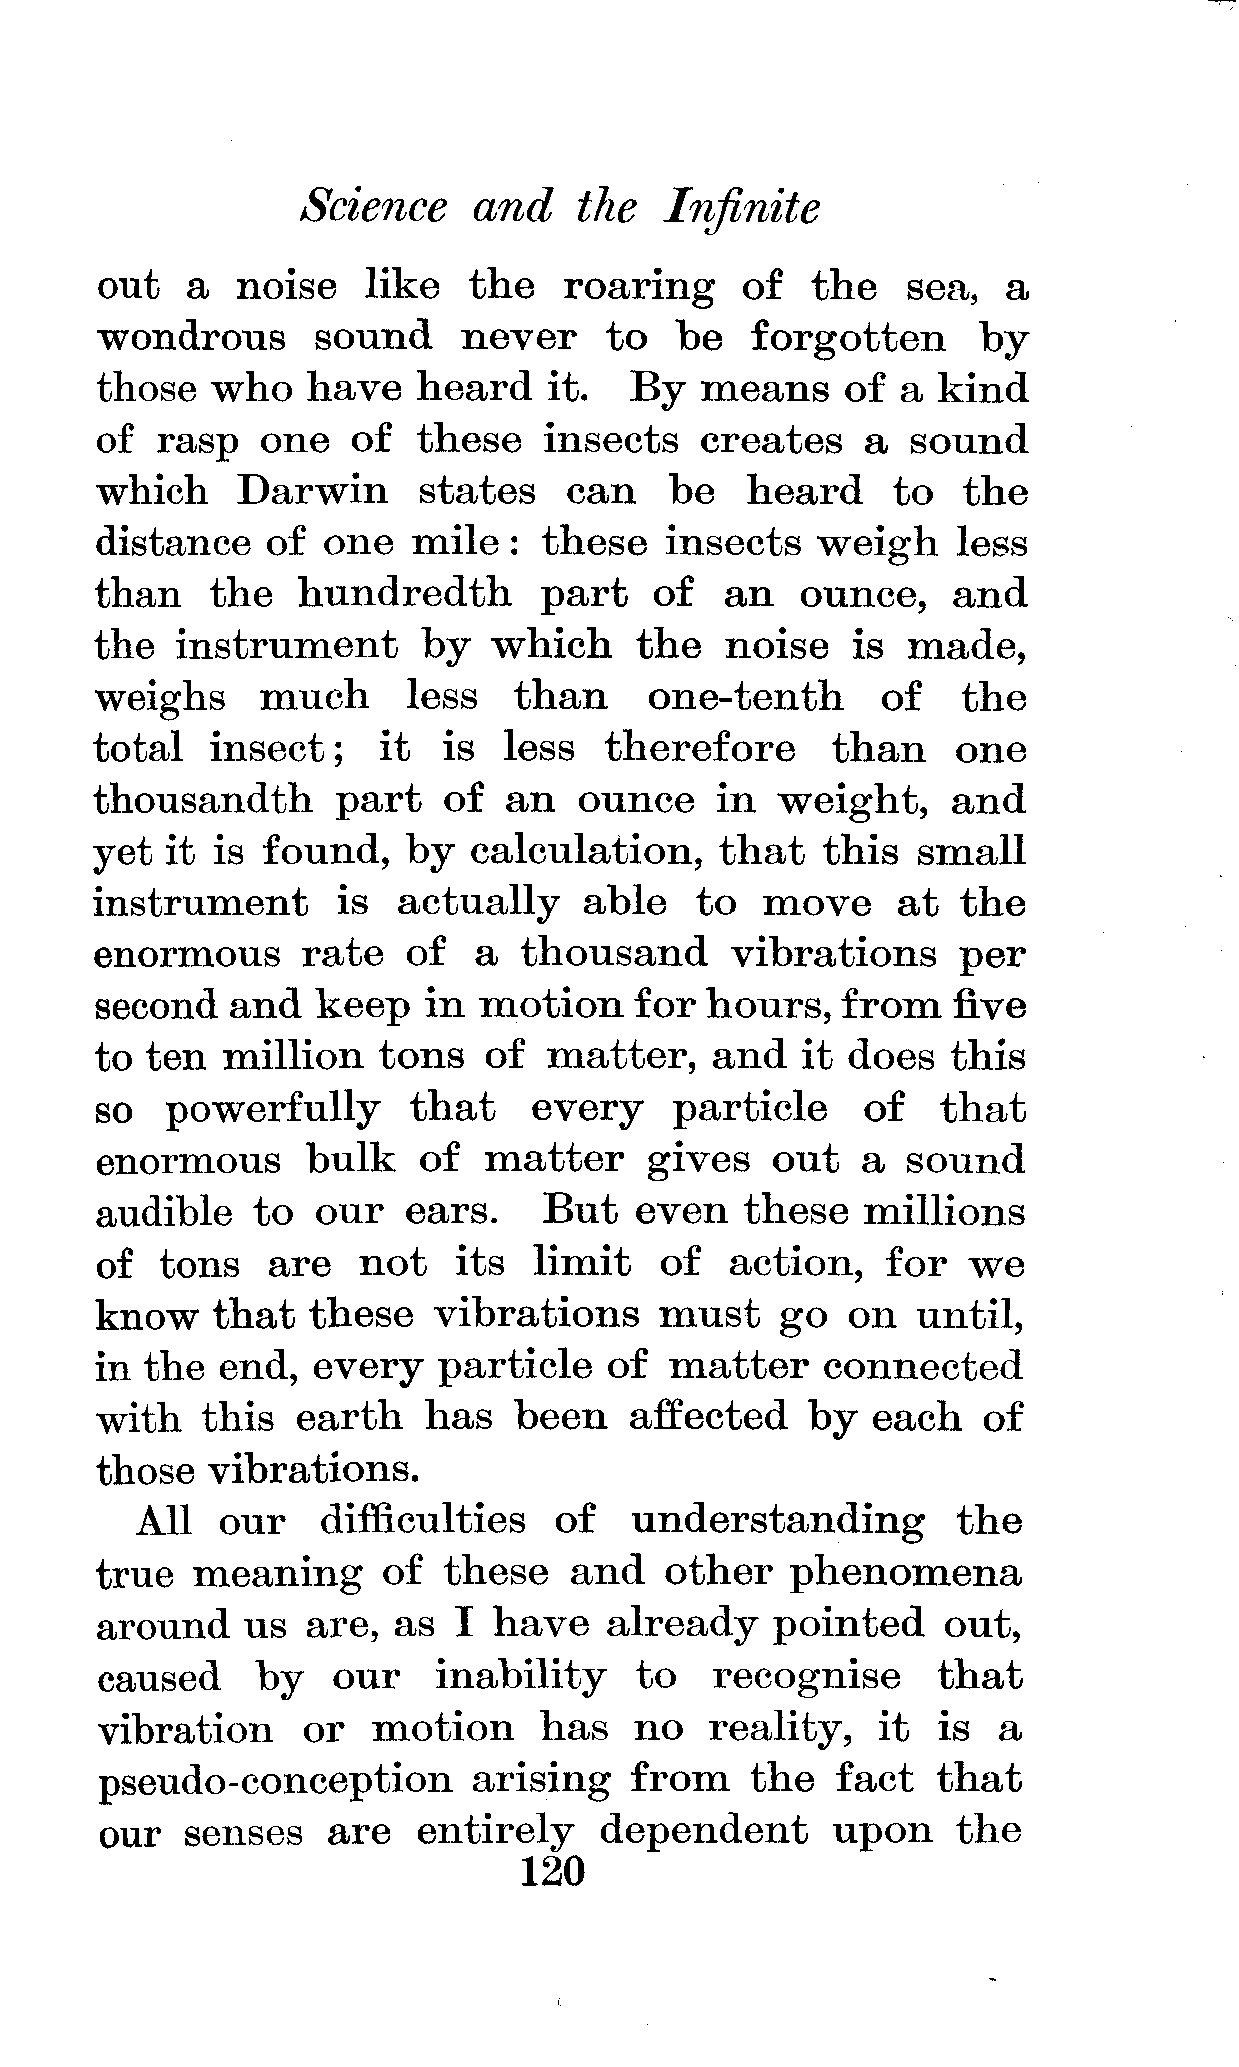 Science and the Infinite
out a noise like the roaring of the sea, a
wondrous sound never to be forgotten by
those who have heard it. By means of a kind
of rasp one of these insects creates a sound
which Darwin states can be heard to the
distance of one mile: these insects weigh less
than the hundredth part of an ounce, and
the instrument by which the noise is made,
weighs much less than one-tenth of the
total insect; it is less therefore than one
thousandth part of an ounce in weight, and
yet it is found, by calculation, that this small
instrument is actually able to move at the
enormous rate of a thousand vibrations per
second and keep in motion for hours, from five
to ten million tons of matter, and it does this
so powerfully that every particle of that
enormous bulk of matter gives out a sound
audible to our ears. But even these millions
of tons are not its limit of action, for we
know that these vibrations must go on until,
in the end, every particle of matter connected
with this earth has been affected by each of
those vibrations.
All our difficulties of understanding the
true meaning of these and other phenomena
around us are, as I have already pointed out,
caused by our inability to recognise that
vibration or motion has no reality, it is a
pseudo-conception arising from the fact that
our senses are entirely dependent upon the
120